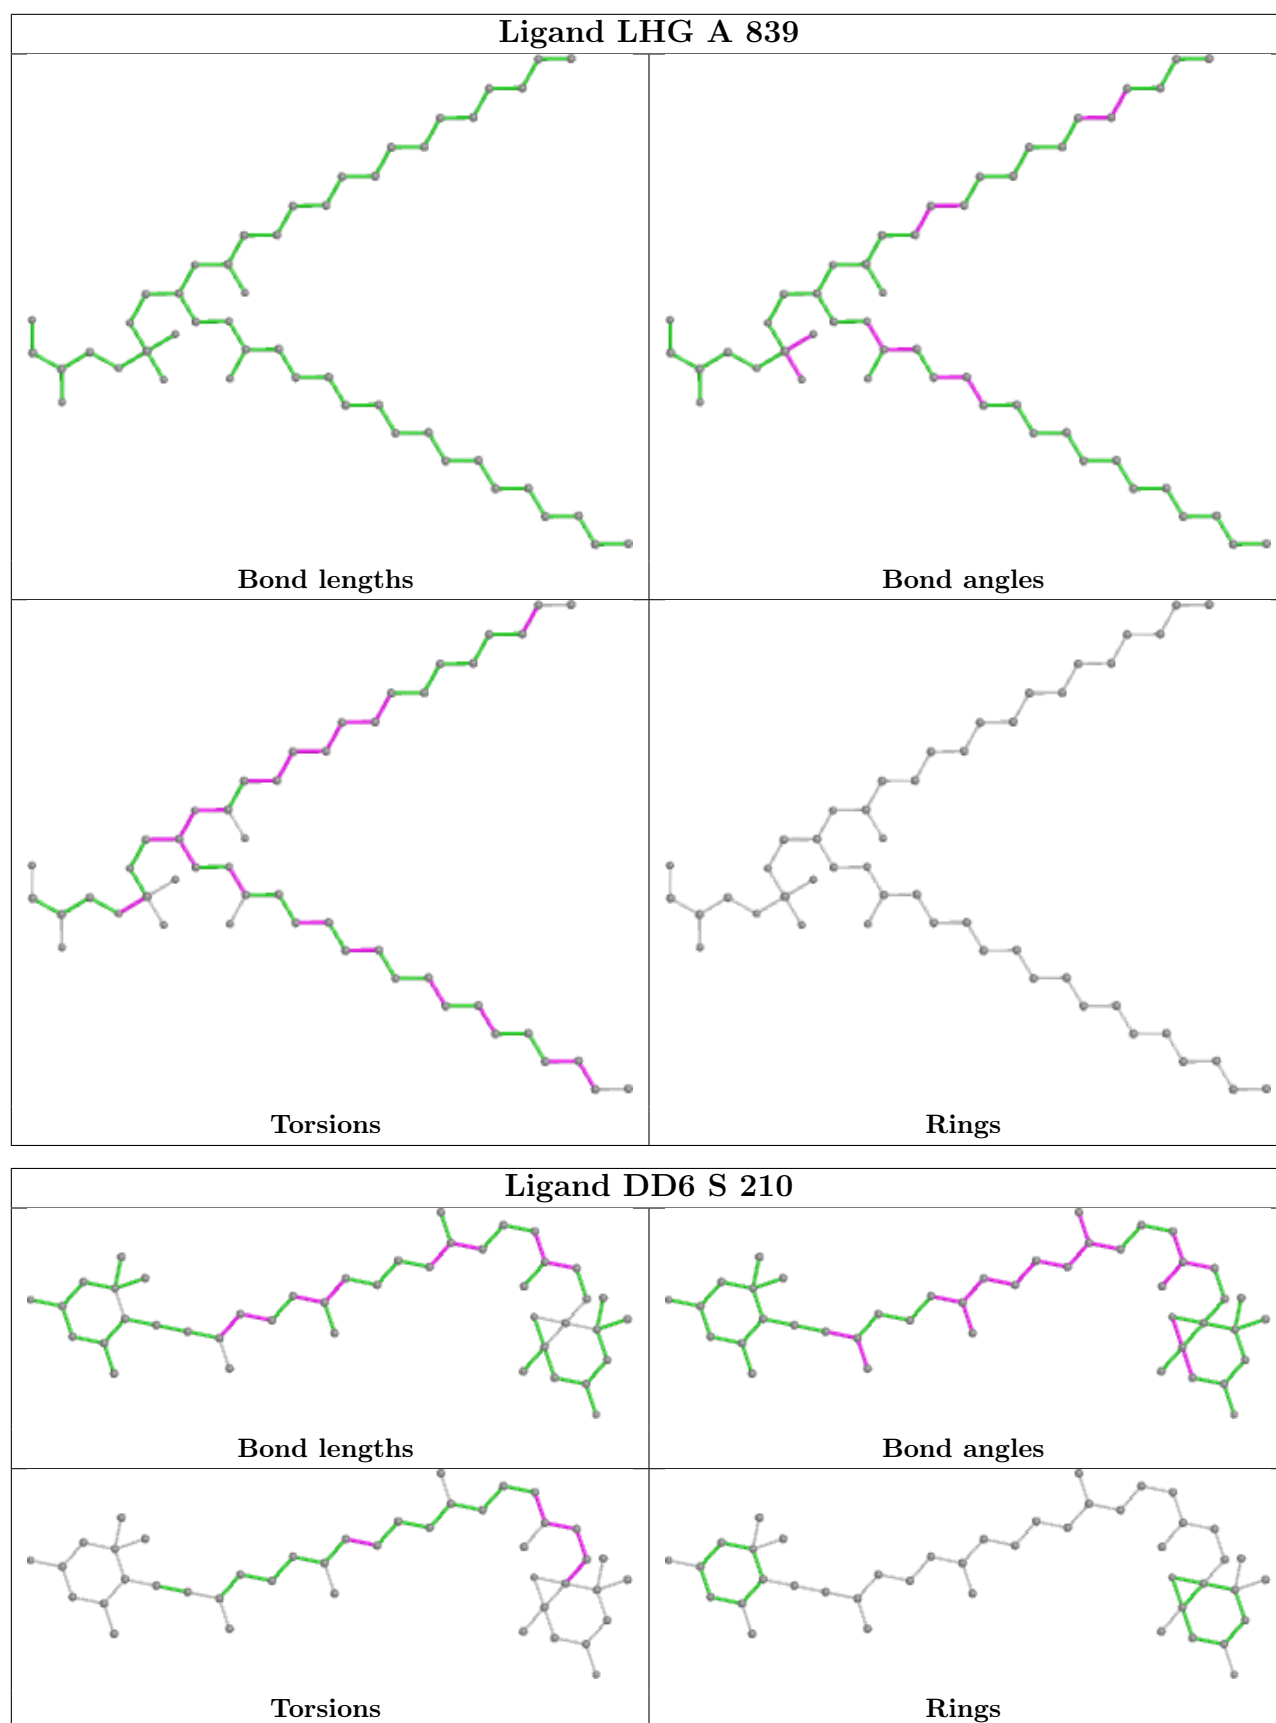 Ligand LHG A 839
Bond lengths
Bond angles
Torsions
Rings
Ligand DD6 S 210
Bond lengths
Bond angles
Torsions
Rings